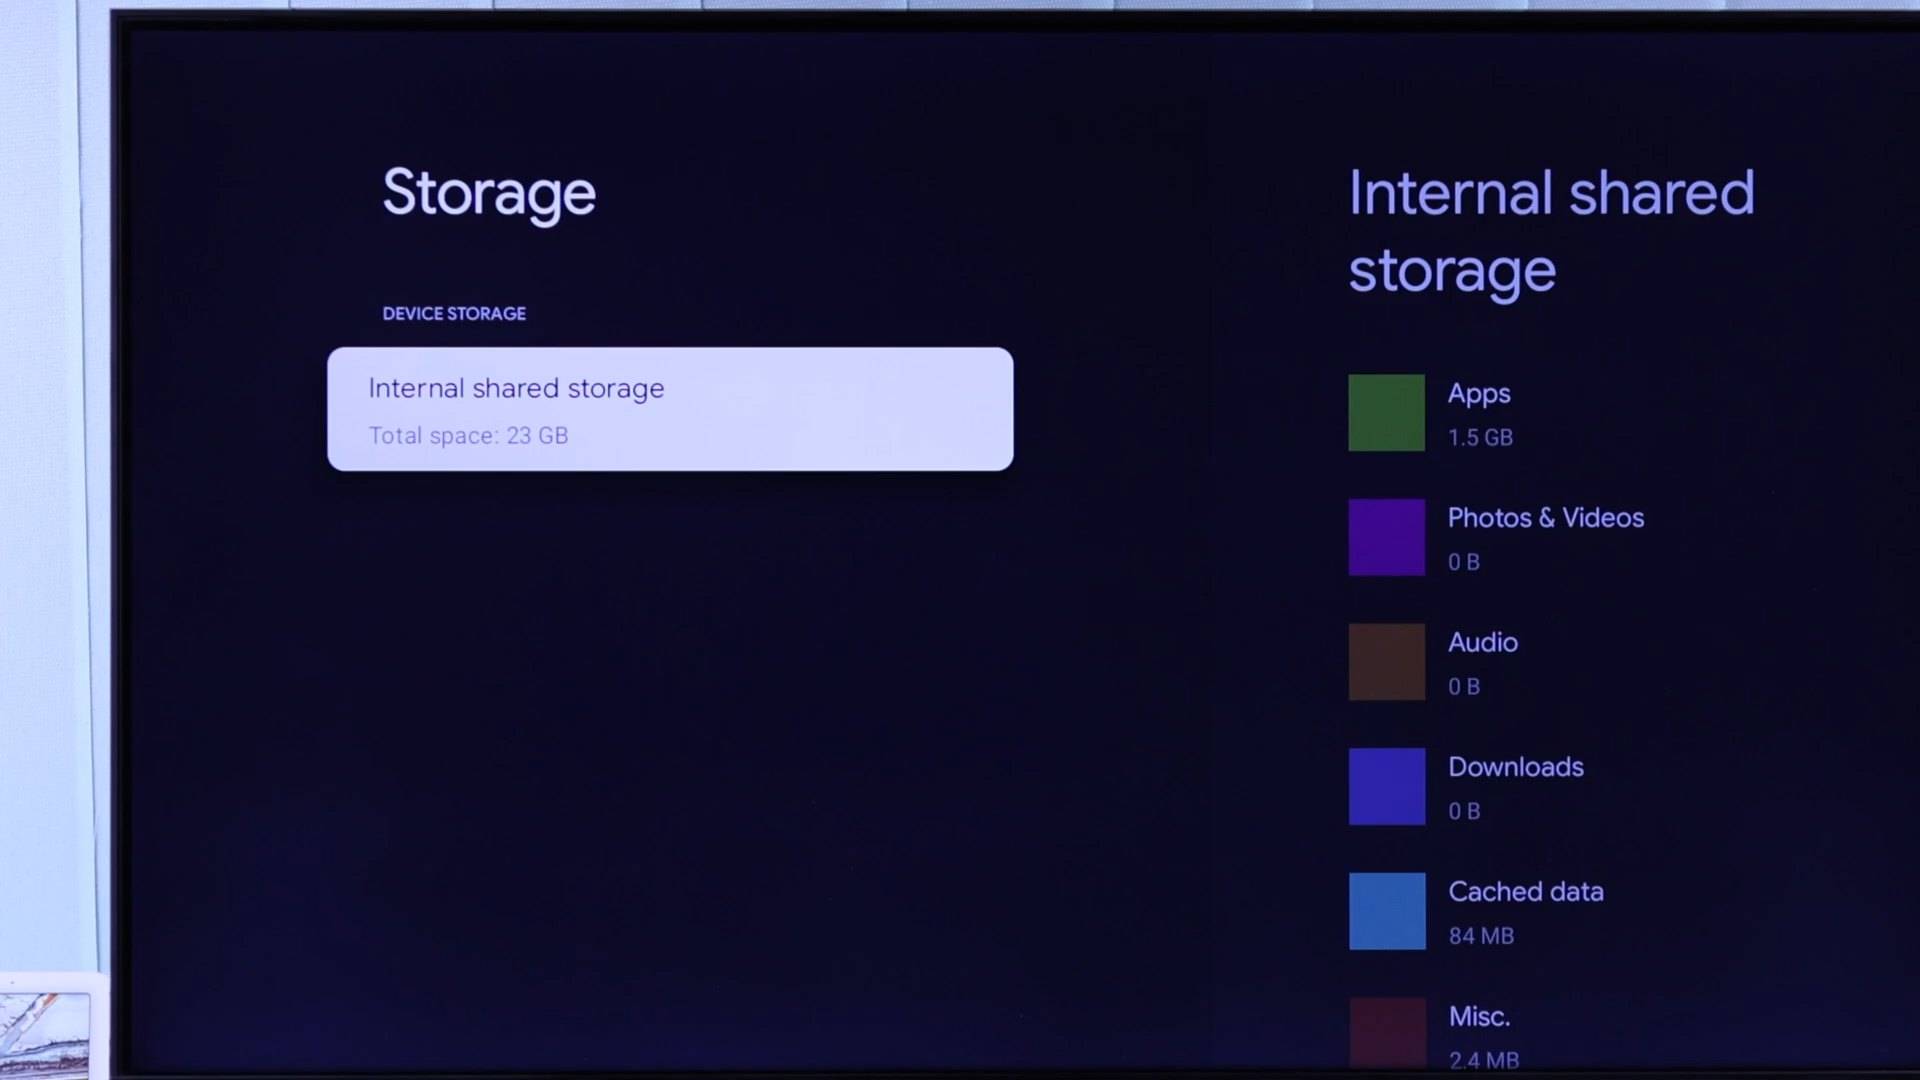 Storage
DEVICE STORAGE
Internal shared storage
Total space: 23 GB
Internal shared
storage
Apps
1.5 GB
Photos & Videos
0 B
Audio
0 B
Downloads
0 B
Cached data
84 MB
Misc.
2.4 MB